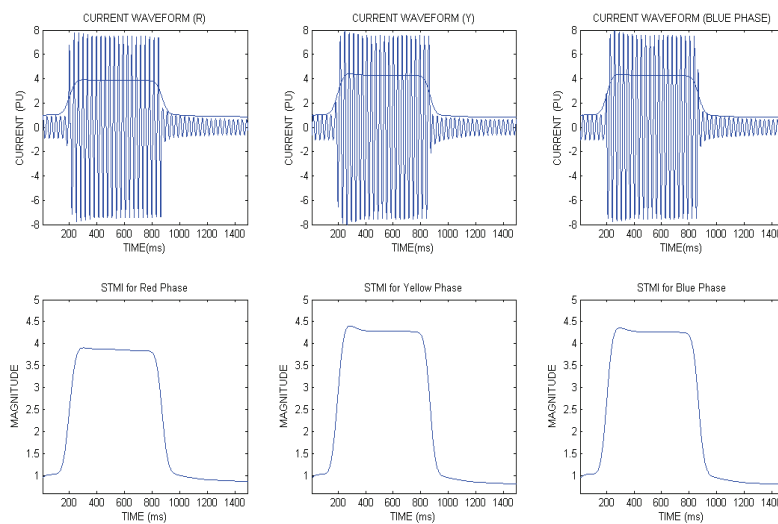 CURRENT WAVEFORM (R)
CURRENT (PU)
8
6
4
2
0
-2
-4
-6
-8
200 400 600 800 1000 1200 1400
TIME(ms)
CURRENT WAVEFORM (Y)
CURRENT (PU)
8
6
4
2
0
-2
-4
-6
-8
200 400 600 800 1000 1200 1400
TIME(ms)
CURRENT WAVEFORM (BLUE PHASE)
CURRENT (PU)
8
6
4
2
0
-2
-4
-6
-8
200 400 600 800 1000 1200 1400
TIME(ms)
STMI for Red Phase
MAGNITUDE
5
4.5
4
3.5
3
2.5
2
1.5
1
200 400 600 800 1000 1200 1400
TIME (ms)
STMI for Yellow Phase
MAGNITUDE
5
4.5
4
3.5
3
2.5
2
1.5
1
200 400 600 800 1000 1200 1400
TIME (ms)
STMI for Blue Phase
MAGNITUDE
5
4.5
4
3.5
3
2.5
2
1.5
1
200 400 600 800 1000 1200 1400
TIME (ms)